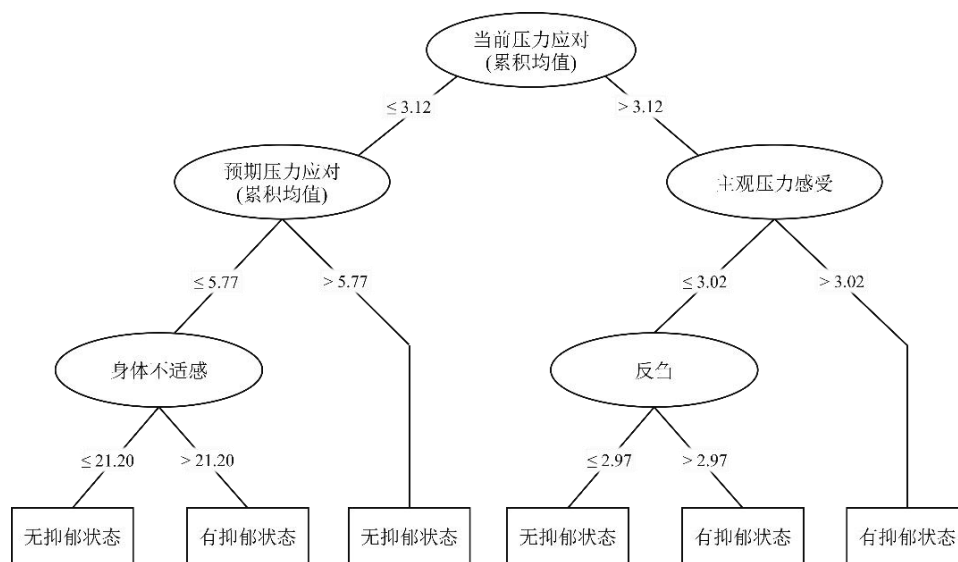 当前压力应对
(累积均值)
≤ 3.12
> 3.12
预期压力应对
(累积均值)
主观压力感受
≤ 5.77
> 5.77
≤ 3.02
> 3.02
身体不适感
反刍
≤ 21.20
> 21.20
≤ 2.97
> 2.97
无抑郁状态
有抑郁状态
无抑郁状态
无抑郁状态
有抑郁状态
有抑郁状态